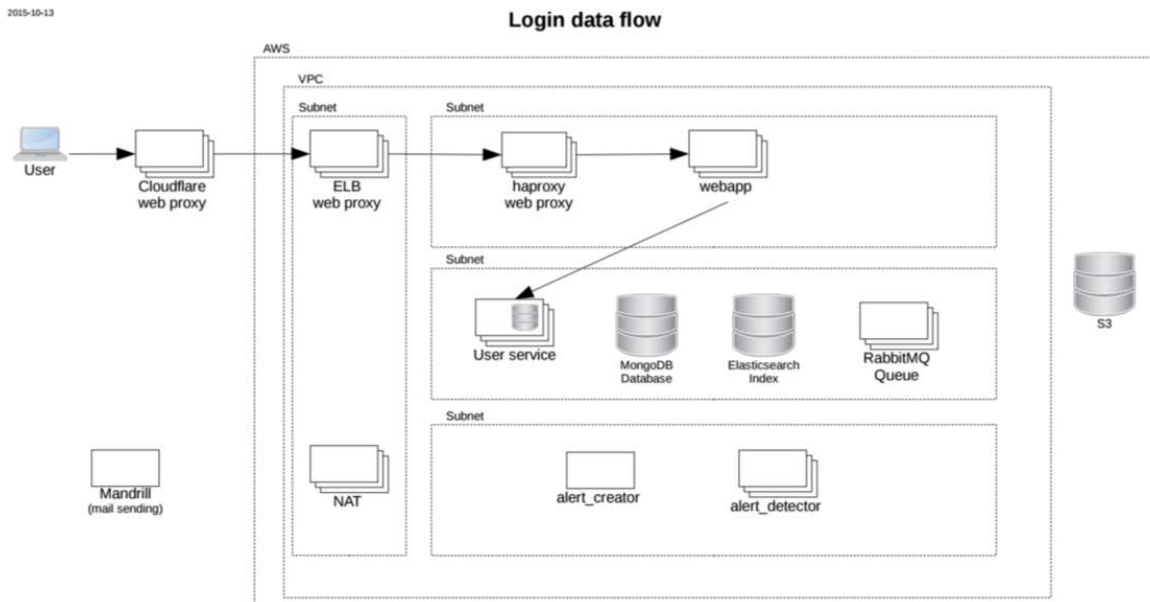 2015-10-13
Login data flow
AWS
VPC
Subnet
Subnet
User
Cloudflare
web proxy
ELB
web proxy
haproxy
web proxy
webapp
Subnet
User service
MongoDB
Database
Elasticsearch
Index
RabbitMQ
Queue
S3
Subnet
Mandrill
(mail sending)
NAT
alert_creator
alert_detector